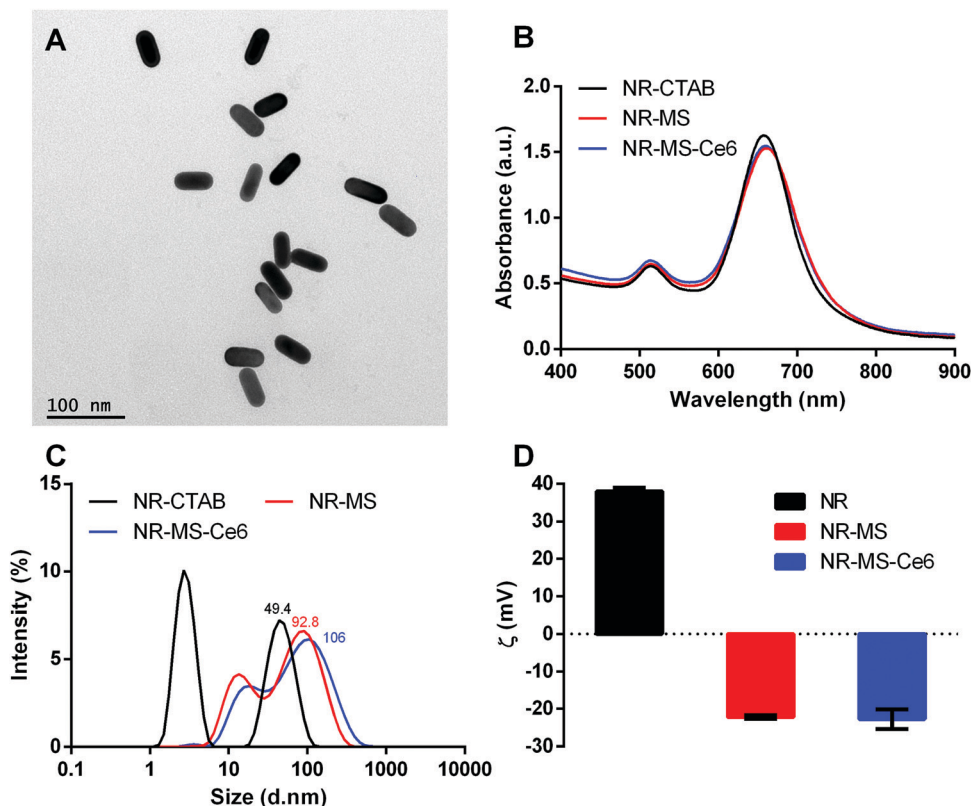 A
100 nm
B
NR-CTAB
NR-MS
NR-MS-Ce6
Absorbance (a.u.)
2.0
1.5
1.0
0.5
0.0
400 500 600 700 800 900
Wavelength (nm)
C
NR-CTAB NR-MS
NR-MS-Ce6
Intensity (%)
15
10
5
0
49.4
92.8
106
0.1 1 10 100 1000 10000
Size (d.nm)
D
NR
NR-MS
NR-MS-Ce6
ζ (mV)
40
30
20
10
0
-10
-20
-30